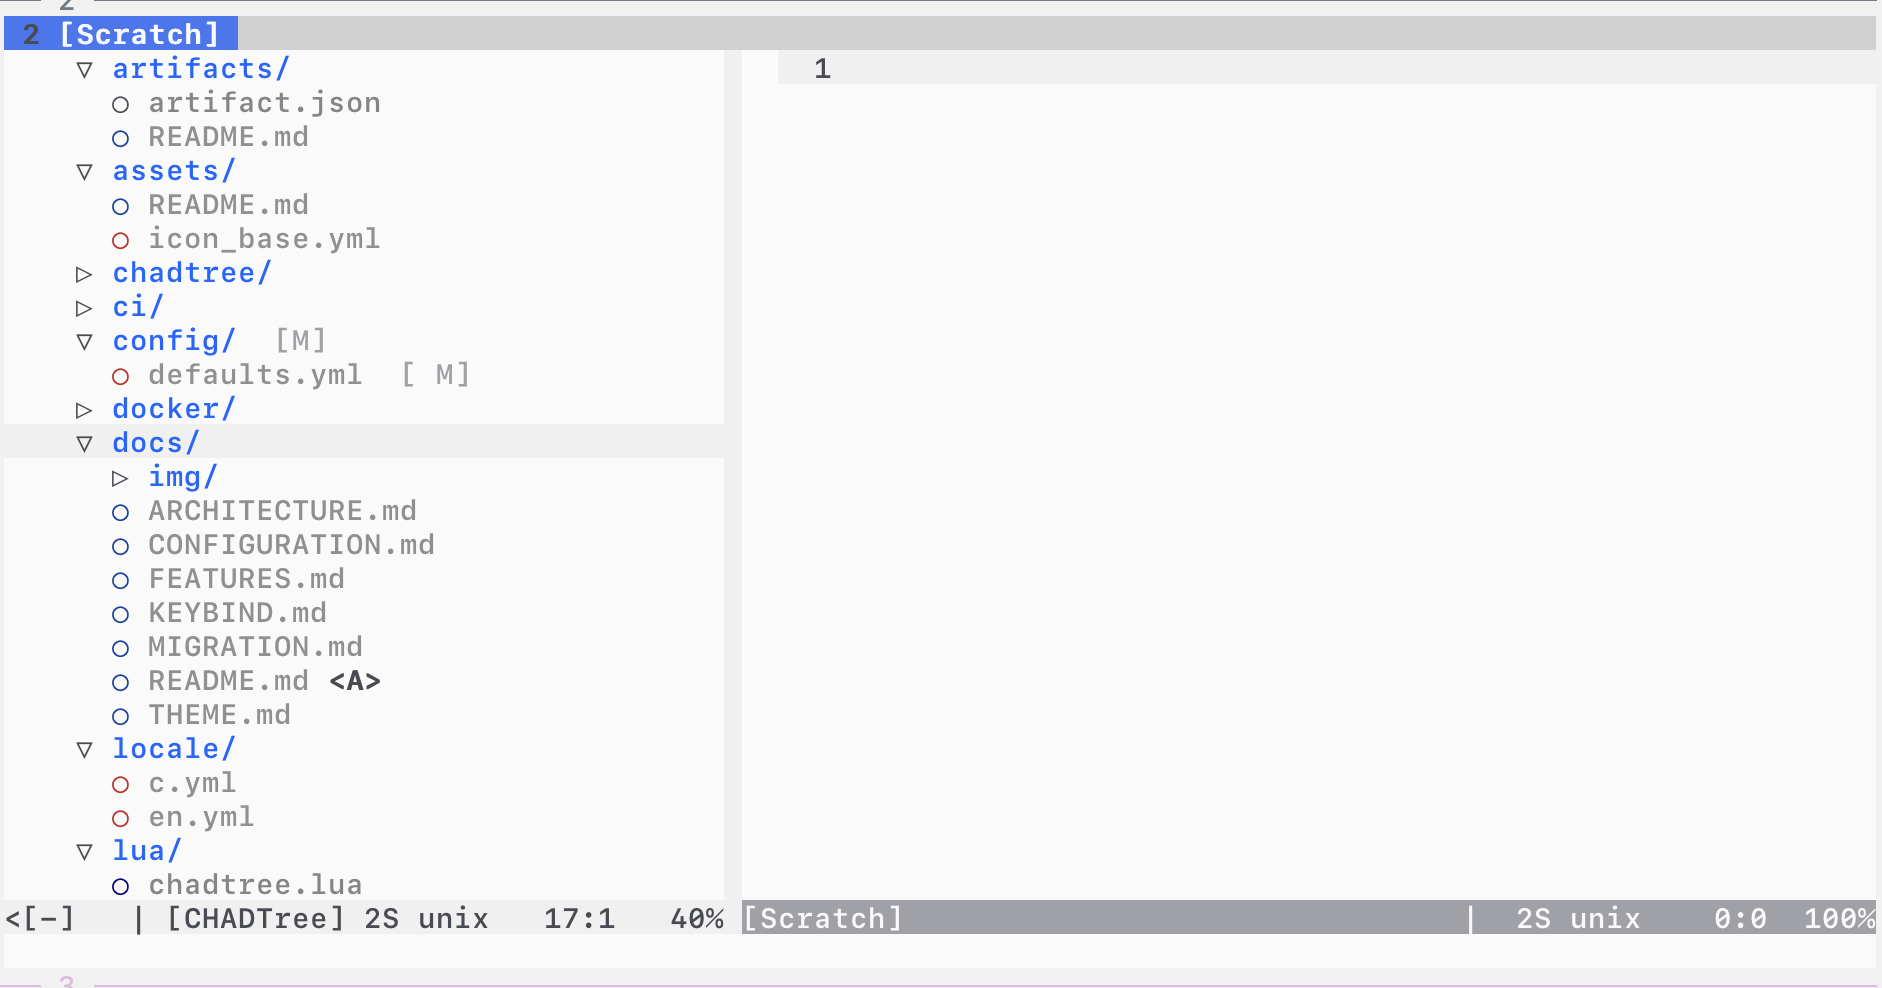 2
2 [Scratch]
▽ artifacts/
○ artifact.json
○ README.md
▽ assets/
○ README.md
○ icon_base.yml
▷ chadtree/
▷ ci/
▽ config/  [M]
○ defaults.yml  [ M]
▷ docker/
▽ docs/
▷ img/
○ ARCHITECTURE.md
○ CONFIGURATION.md
○ FEATURES.md
○ KEYBIND.md
○ MIGRATION.md
○ README.md <A>
○ THEME.md
▽ locale/
○ c.yml
○ en.yml
▽ lua/
○ chadtree.lua
<[-]   | [CHADTree] 2S unix   17:1   40%
1
[Scratch] | 2S unix    0:0  100%
3